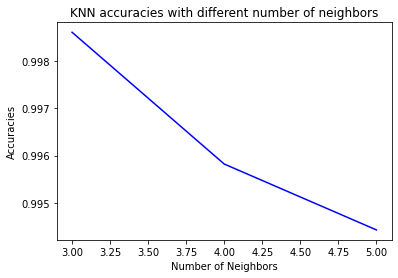 KNN accuracies with different number of neighbors
0.998
0.997
0.996
0.995
Accuracies
3.00 3.25 3.50 3.75 4.00 4.25 4.50 4.75 5.00
Number of Neighbors